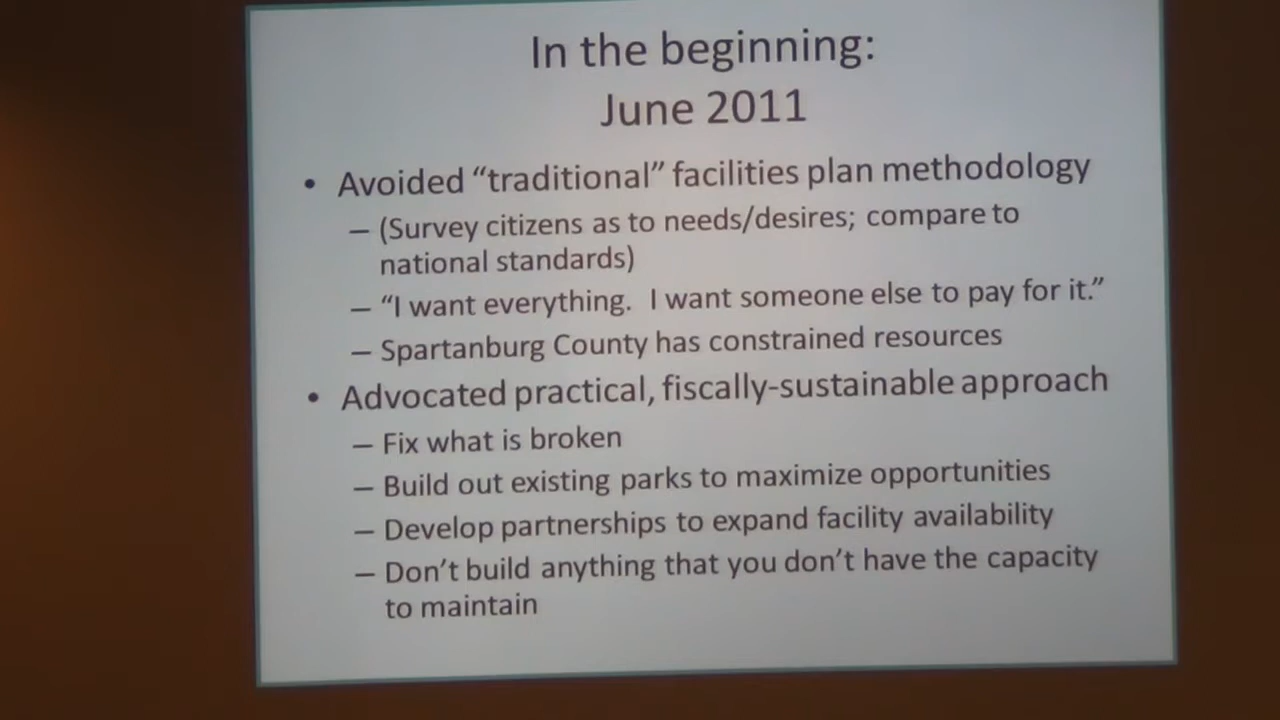 In the beginning:
June 2011
• Avoided “traditional” facilities plan methodology
– (Survey citizens as to needs/desires; compare to
national standards)
– “I want everything.  I want someone else to pay for it.”
– Spartanburg County has constrained resources
• Advocated practical, fiscally-sustainable approach
– Fix what is broken
– Build out existing parks to maximize opportunities
– Develop partnerships to expand facility availability
– Don’t build anything that you don’t have the capacity
to maintain